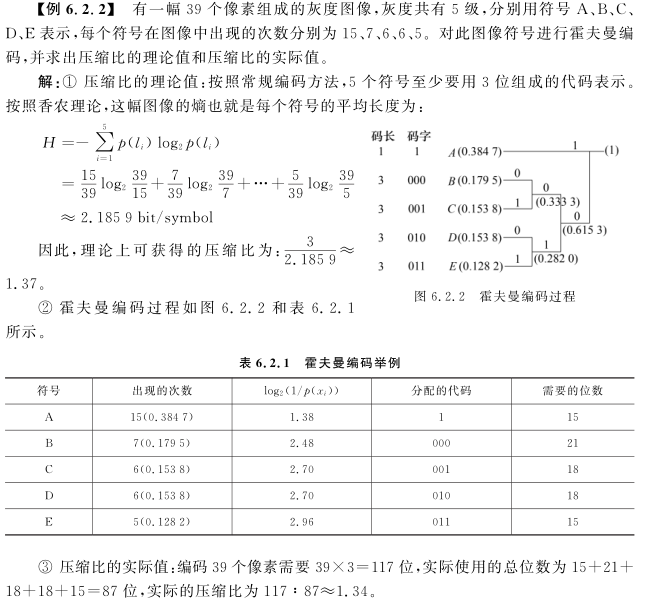 【例 6.2.2】 有一幅 39 个像素组成的灰度图像,灰度共有 5 级,分别用符号 A、B、C、
D、E 表示,每个符号在图像中出现的次数分别为 15、7、6、6、5。对此图像符号进行霍夫曼编
码,并求出压缩比的理论值和压缩比的实际值。
解:① 压缩比的理论值:按照常规编码方法,5 个符号至少要用 3 位组成的代码表示。
按照香农理论,这幅图像的熵也就是每个符号的平均长度为:
H = − ∑_{i=1}^{5} p(l_i) log₂ p(l_i)
= 15/39 log₂ 39/15 + 7/39 log₂ 39/7 + ⋯ + 5/39 log₂ 39/5
≈ 2.185 9 bit/symbol
因此,理论上可获得的压缩比为: 3/2.185 9 ≈
1.37。
② 霍夫曼编码过程如图 6.2.2 和表 6.2.1
所示。
码长 码字
1 1 A(0.384 7) 1 (1)
3 000 B(0.179 5) 0
0
3 001 C(0.153 8) 1 (0.333 3)
0
3 010 D(0.153 8) 0 (0.615 3)
1
3 011 E(0.128 2) 1 (0.282 0)
图 6.2.2 霍夫曼编码过程
表 6.2.1 霍夫曼编码举例
符号 出现的次数 log₂(1/p(x_i)) 分配的代码 需要的位数
A 15(0.384 7) 1.38 1 15
B 7(0.179 5) 2.48 000 21
C 6(0.153 8) 2.70 001 18
D 6(0.153 8) 2.70 010 18
E 5(0.128 2) 2.96 011 15
③ 压缩比的实际值:编码 39 个像素需要 39×3=117 位,实际使用的总位数为 15+21+
18+18+15=87 位,实际的压缩比为 117∶87≈1.34。